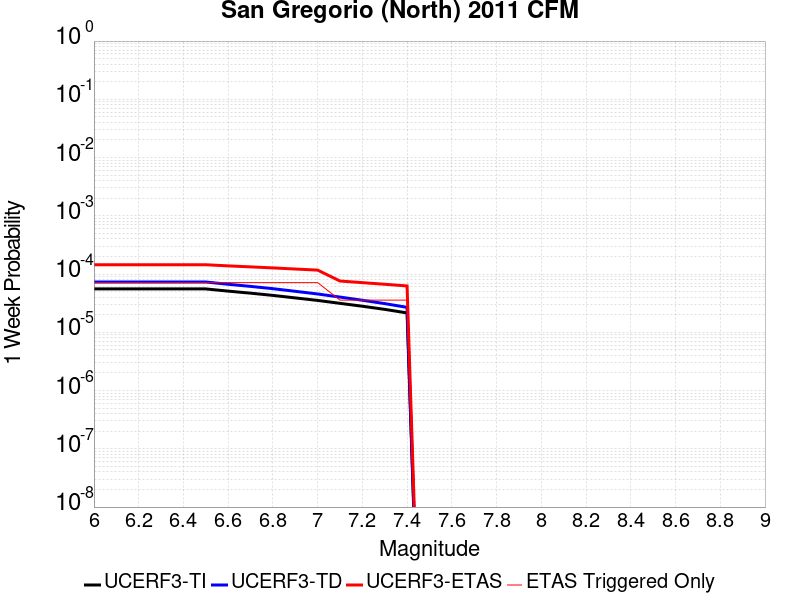 San Gregorio (North) 2011 CFM
10^0
10^-1
10^-2
10^-3
10^-4
10^-5
10^-6
10^-7
10^-8
1 Week Probability
6 6.2 6.4 6.6 6.8 7 7.2 7.4 7.6 7.8 8 8.2 8.4 8.6 8.8 9
Magnitude
UCERF3-TI UCERF3-TD UCERF3-ETAS ETAS Triggered Only